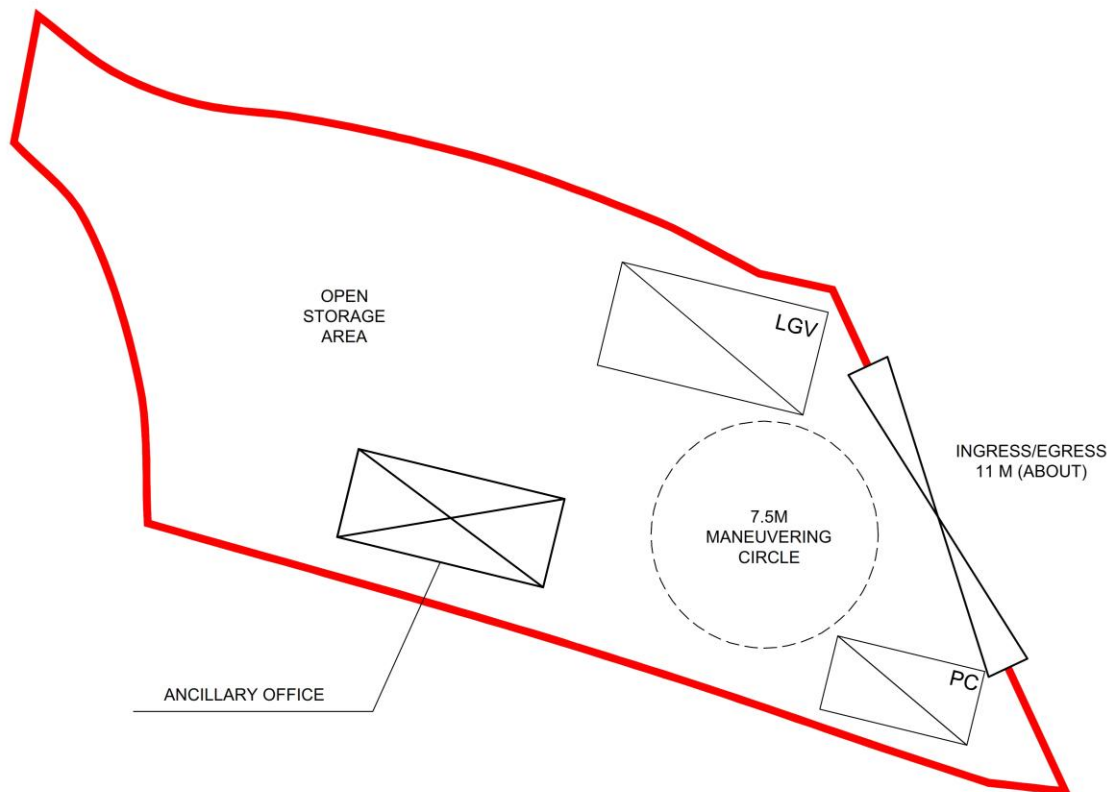 OPEN
STORAGE
AREA
LGV
INGRESS/EGRESS
11 M (ABOUT)
7.5M
MANEUVERING
CIRCLE
PC
ANCILLARY OFFICE